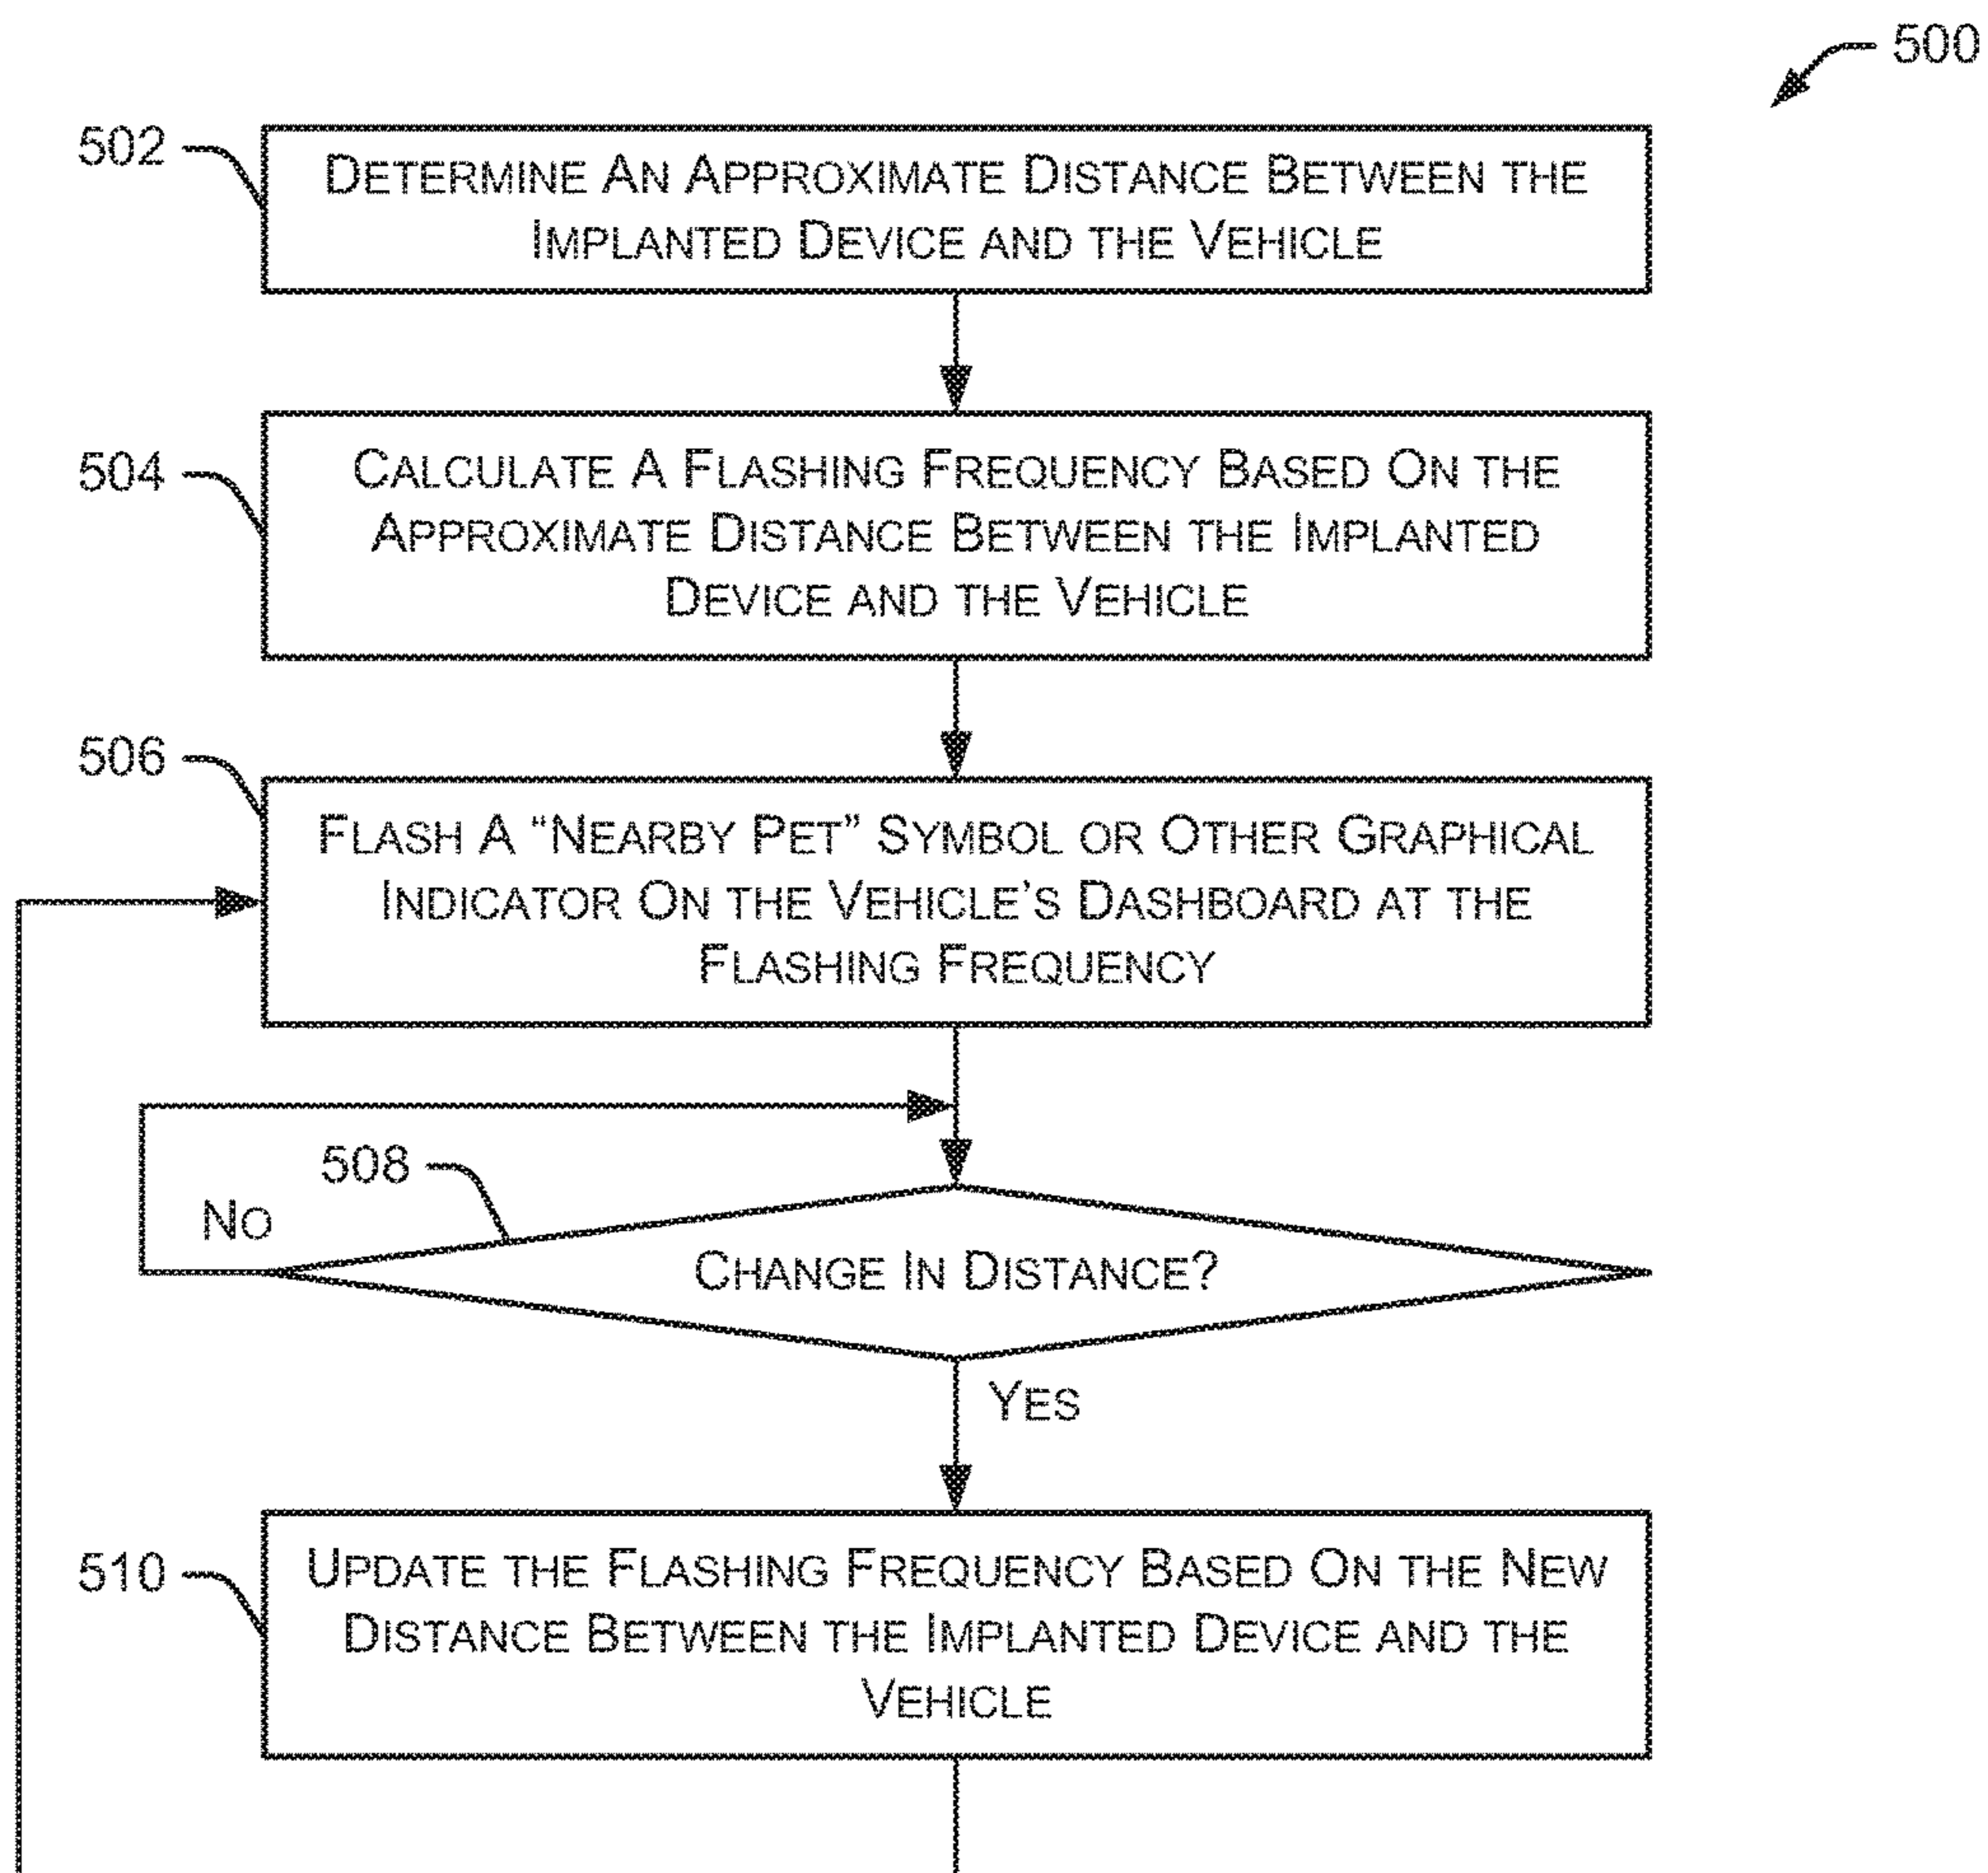 500
502
DETERMINE AN APPROXIMATE DISTANCE BETWEEN THE
IMPLANTED DEVICE AND THE VEHICLE
504
CALCULATE A FLASHING FREQUENCY BASED ON THE
APPROXIMATE DISTANCE BETWEEN THE IMPLANTED
DEVICE AND THE VEHICLE
506
FLASH A “NEARBY PET” SYMBOL OR OTHER GRAPHICAL
INDICATOR ON THE VEHICLE’S DASHBOARD AT THE
FLASHING FREQUENCY
508
NO
CHANGE IN DISTANCE?
YES
510
UPDATE THE FLASHING FREQUENCY BASED ON THE NEW
DISTANCE BETWEEN THE IMPLANTED DEVICE AND THE
VEHICLE